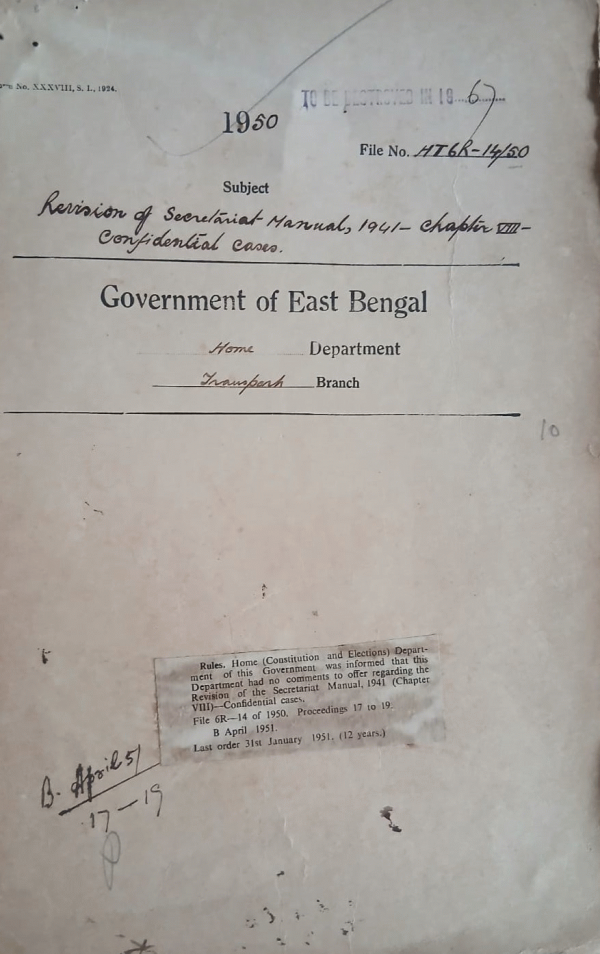 No. XXXVIII, S. I., 1924.
TO BE DESTROYED IN 19...67...
1950
File No. HT6R-14/50
Subject
Revision of Secretariat Manual, 1941- Chapter VIII-
Confidential cases.
Government of East Bengal
Home Department
Transport Branch
10
Rules. Home (Constitution and Elections) Depart-
ment of this Government was informed that this
Department had no comments to offer regarding the
Revision of the Secretariat Manual, 1941 (Chapter
VIII)—Confidential cases.
File 6R—14 of 1950. Proceedings 17 to 19.
B April 1951.
Last order 31st January 1951. (12 years.)
B. April 51
17-19